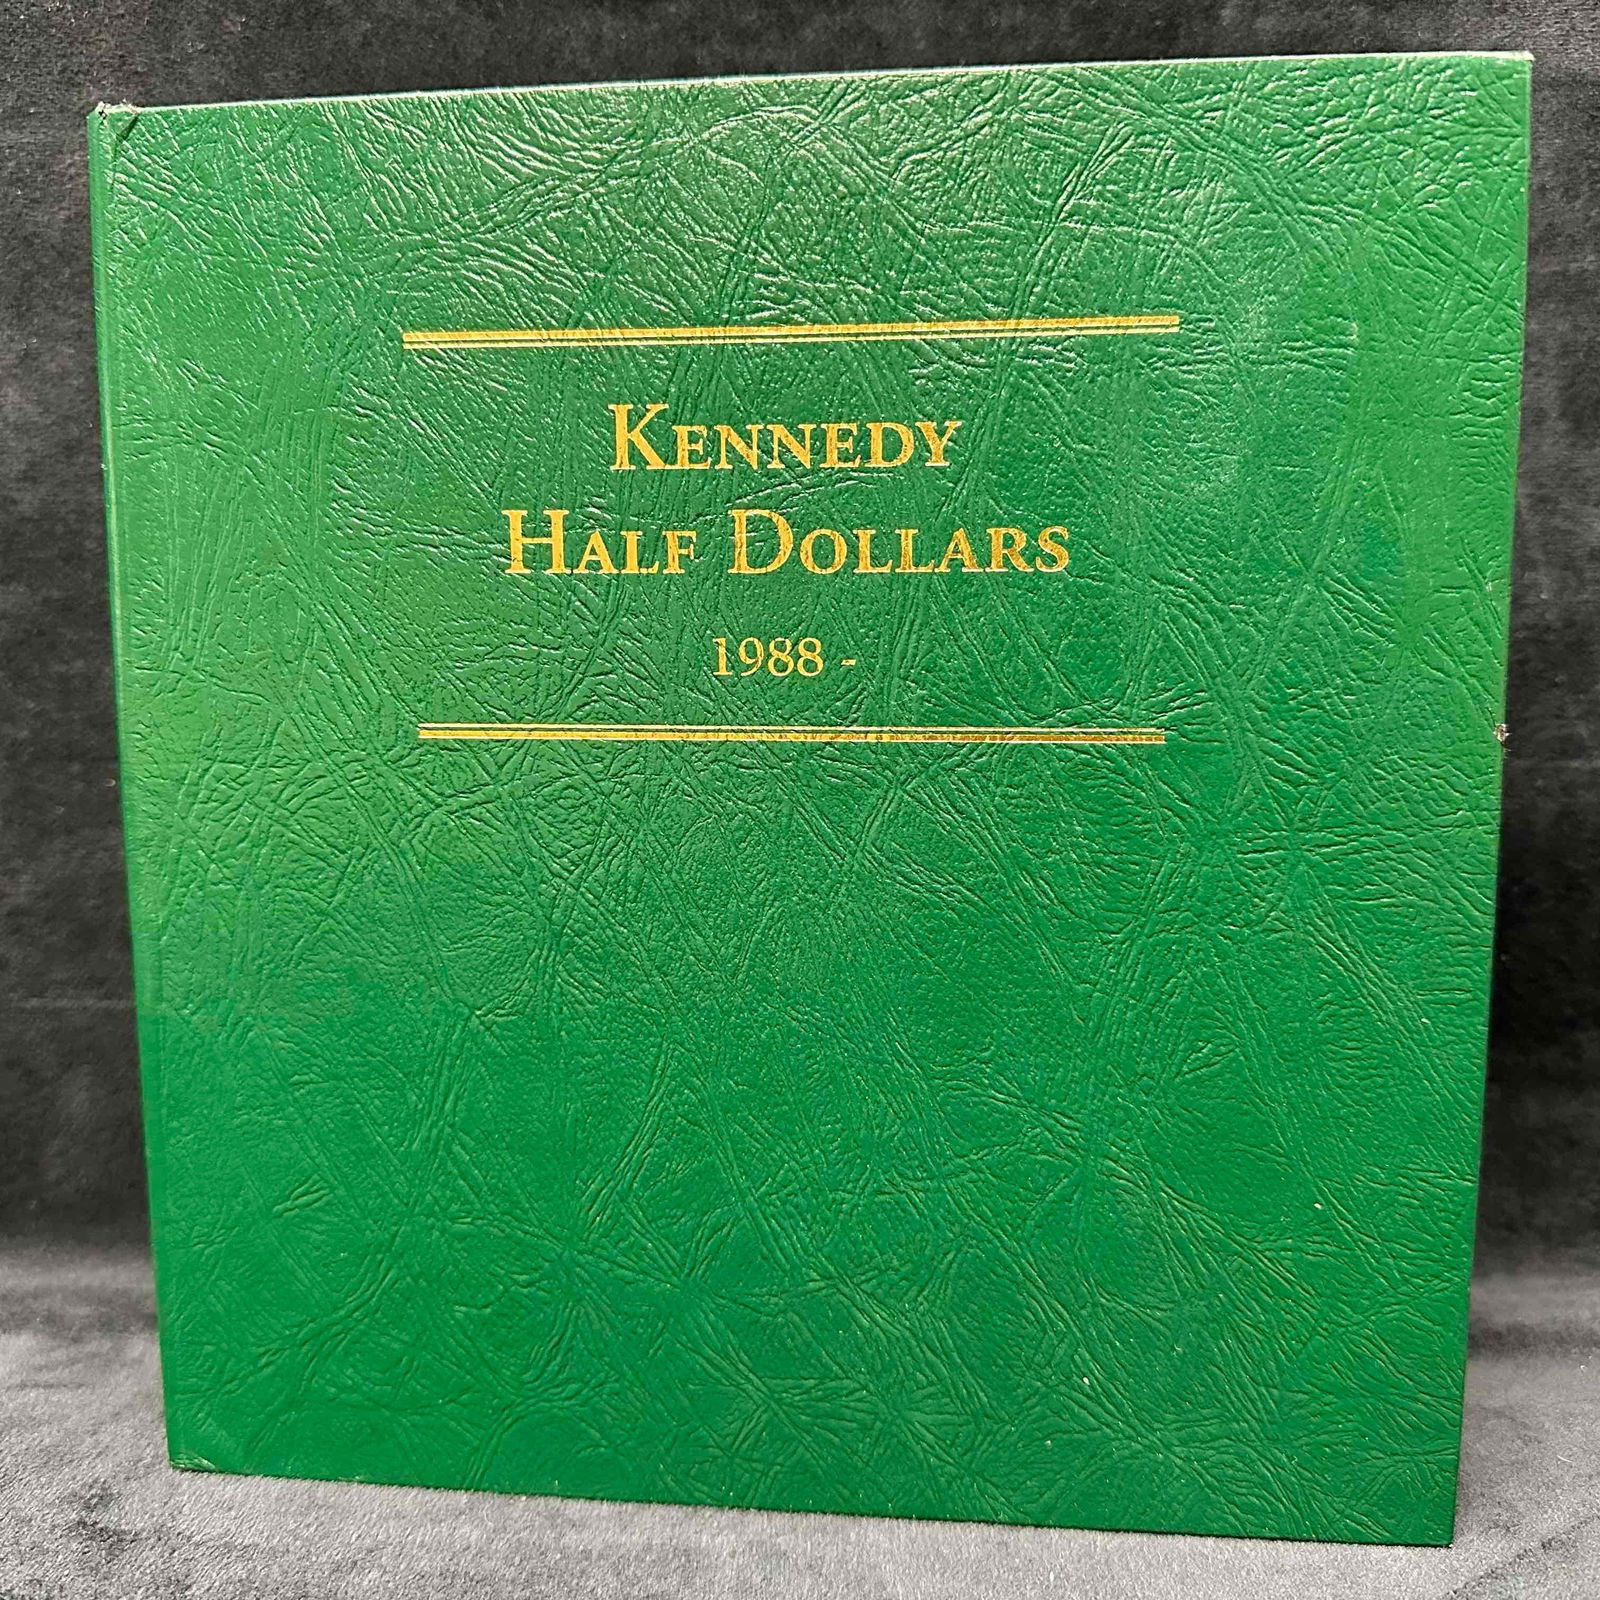 KENNEDY
HALF DOLLARS
1988 -